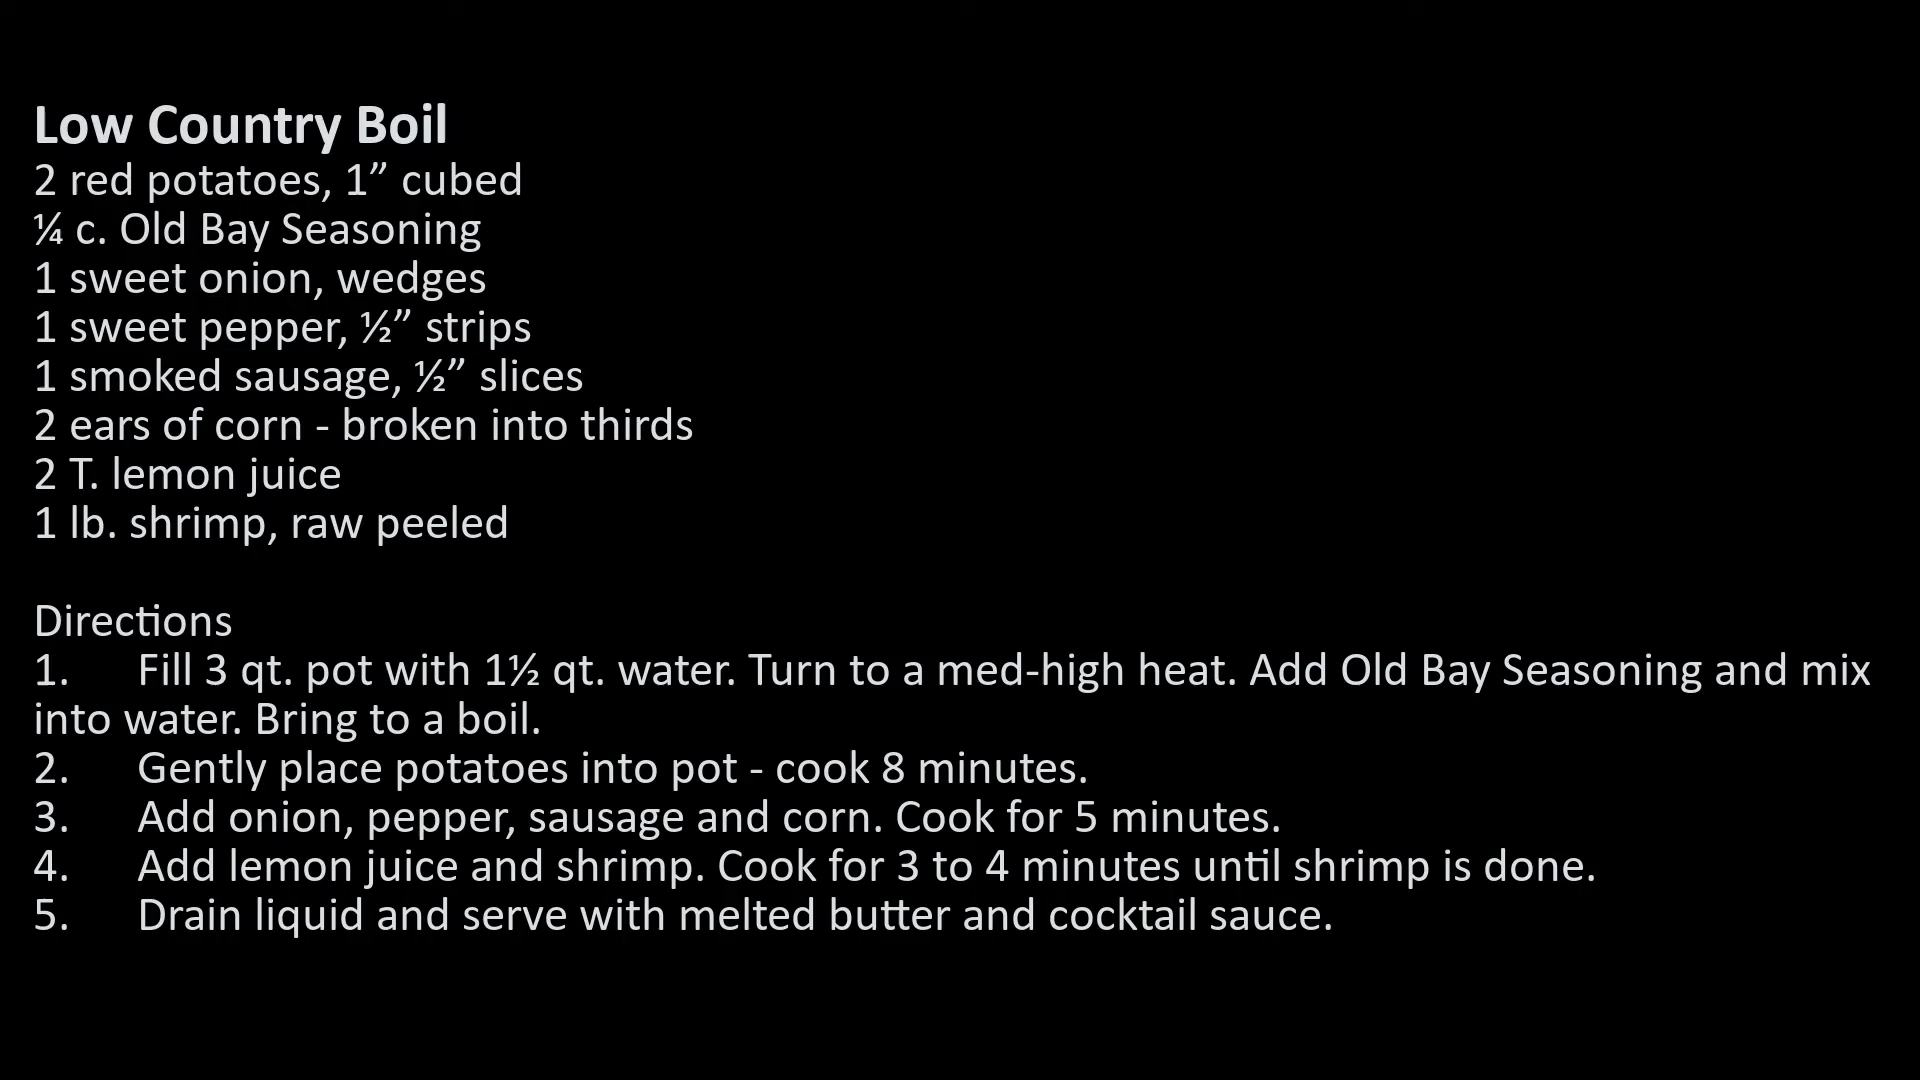 Low Country Boil
2 red potatoes, 1” cubed
¼ c. Old Bay Seasoning
1 sweet onion, wedges
1 sweet pepper, ½” strips
1 smoked sausage, ½” slices
2 ears of corn - broken into thirds
2 T. lemon juice
1 lb. shrimp, raw peeled
Directions
1. Fill 3 qt. pot with 1½ qt. water. Turn to a med-high heat. Add Old Bay Seasoning and mix
into water. Bring to a boil.
2. Gently place potatoes into pot - cook 8 minutes.
3. Add onion, pepper, sausage and corn. Cook for 5 minutes.
4. Add lemon juice and shrimp. Cook for 3 to 4 minutes until shrimp is done.
5. Drain liquid and serve with melted butter and cocktail sauce.